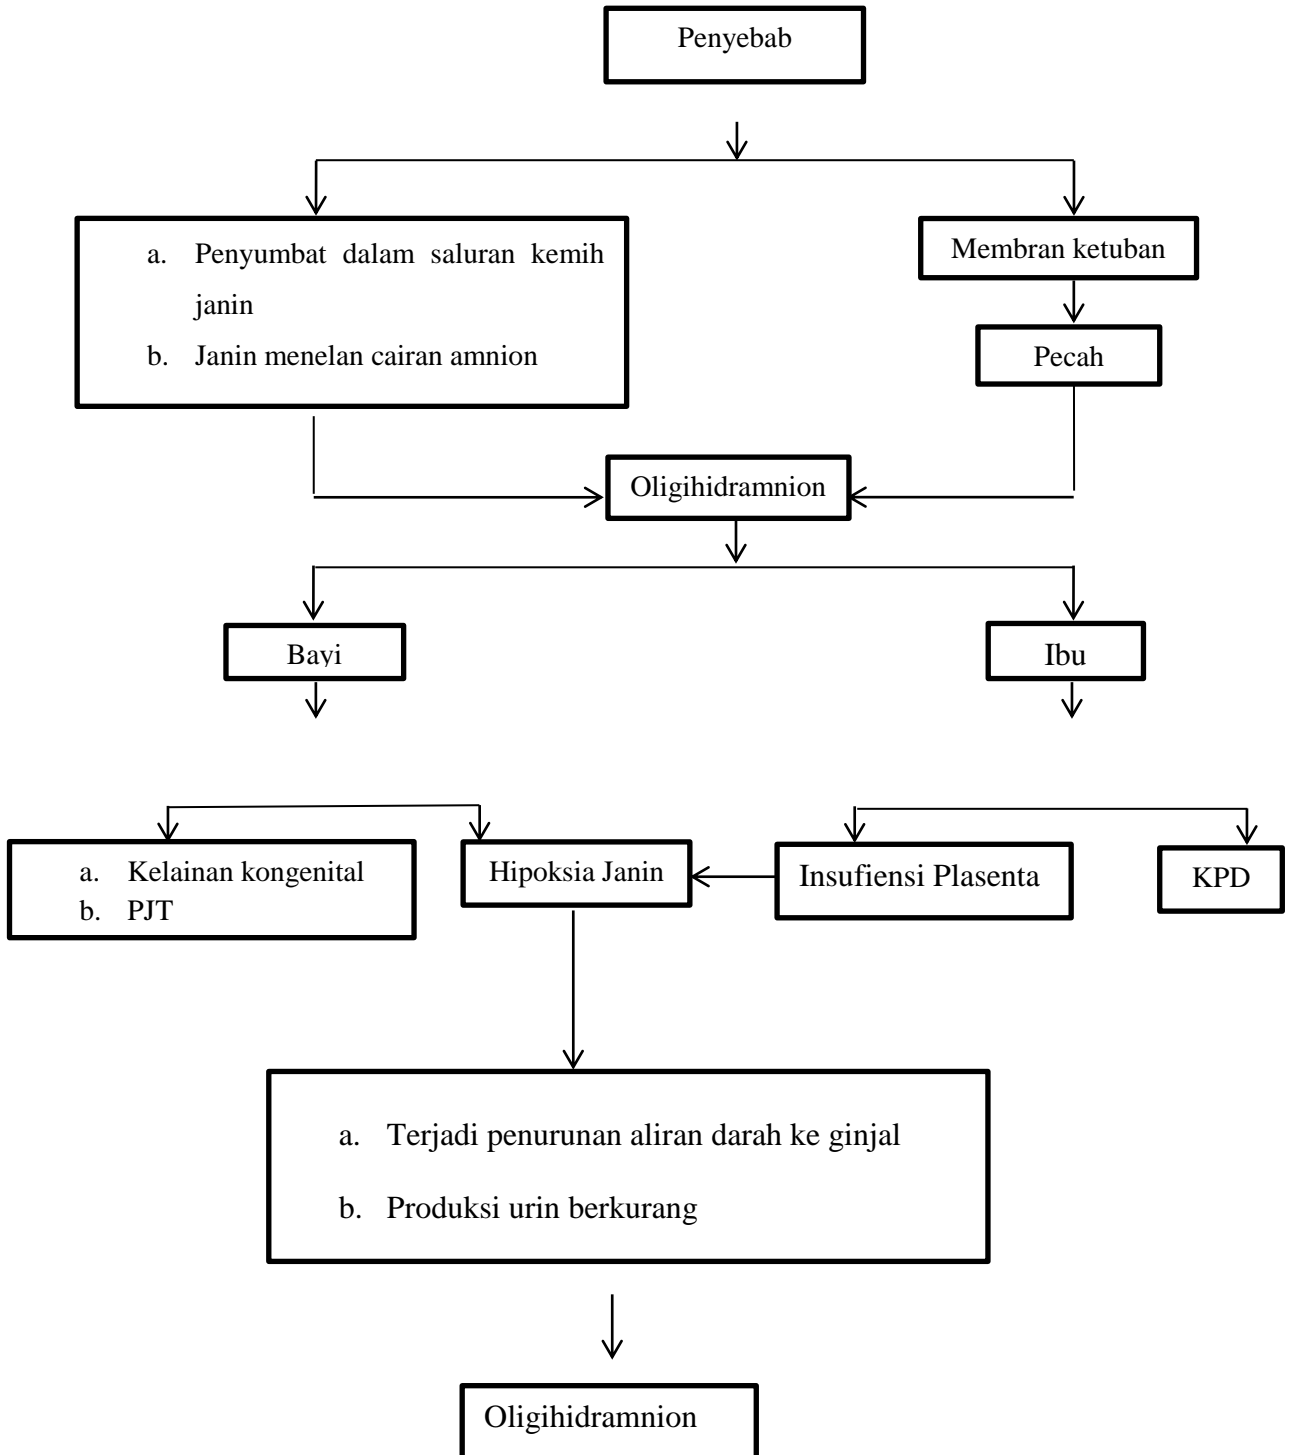 Penyebab
a. Penyumbat dalam saluran kemih
janin
b. Janin menelan cairan amnion
Membran ketuban
Pecah
Oligihidramnion
Bayi
Ibu
a. Kelainan kongenital
b. PJT
Hipoksia Janin
Insufiensi Plasenta
KPD
a. Terjadi penurunan aliran darah ke ginjal
b. Produksi urin berkurang
Oligihidramnion